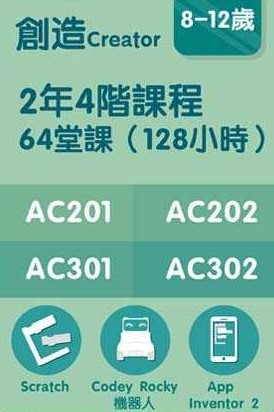 創造Creator
8-12歲
2年4階課程
64堂課（128小時）
AC201 AC202
AC301 AC302
Scratch
Codey Rocky
機器人
App
Inventor 2